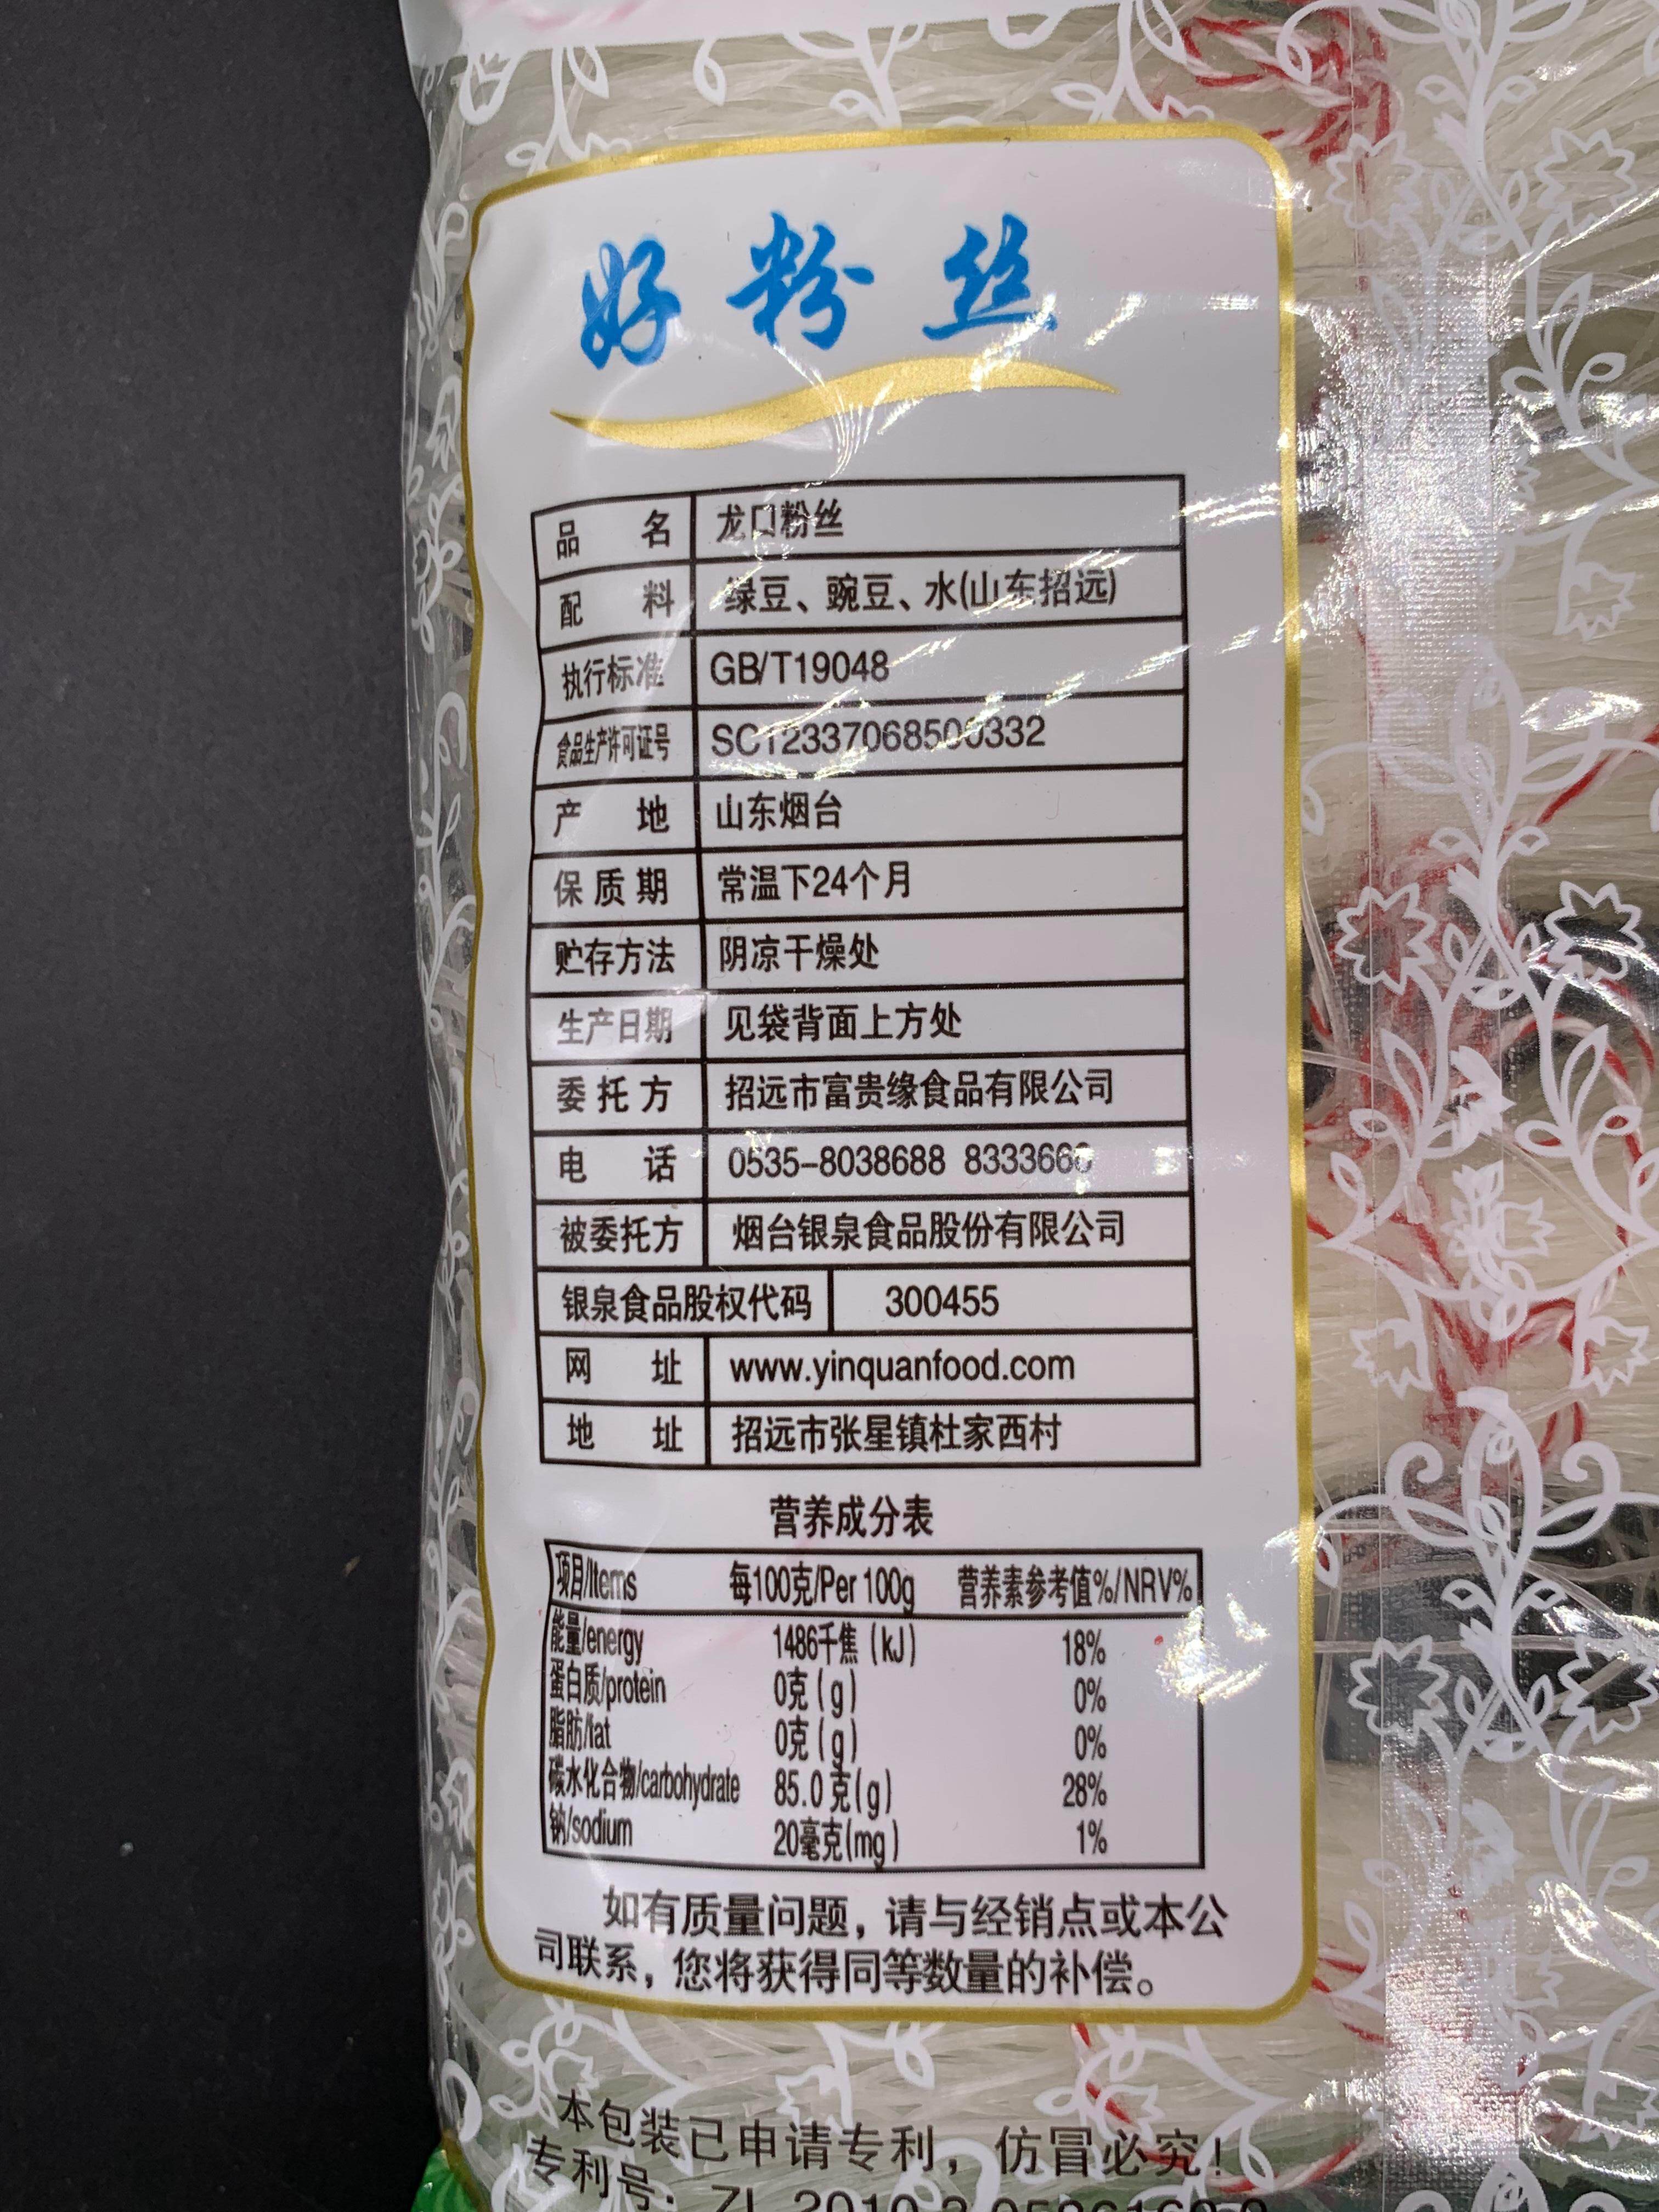 好粉丝
品名 龙口粉丝
配料 绿豆、豌豆、水(山东招远)
执行标准 GB/T19048
食品生产许可证号 SC12337068500332
产地 山东烟台
保质期 常温下24个月
贮存方法 阴凉干燥处
生产日期 见袋背面上方处
委托方 招远市富贵缘食品有限公司
电话 0535-8038688 8333666
被委托方 烟台银泉食品股份有限公司
银泉食品股权代码 300455
网址 www.yinquanfood.com
地址 招远市张星镇杜家西村
营养成分表
项目/Items 每100克/Per 100g 营养素参考值%/NRV%
能量/energy 1486千焦(kJ) 18%
蛋白质/protein 0克(g) 0%
脂肪/fat 0克(g) 0%
碳水化合物/carbohydrate 85.0克(g) 28%
钠/sodium 20毫克(mg) 1%
如有质量问题，请与经销点或本公
司联系，您将获得同等数量的补偿。
本包装已申请专利，仿冒必究!
专利号: ZL 2010